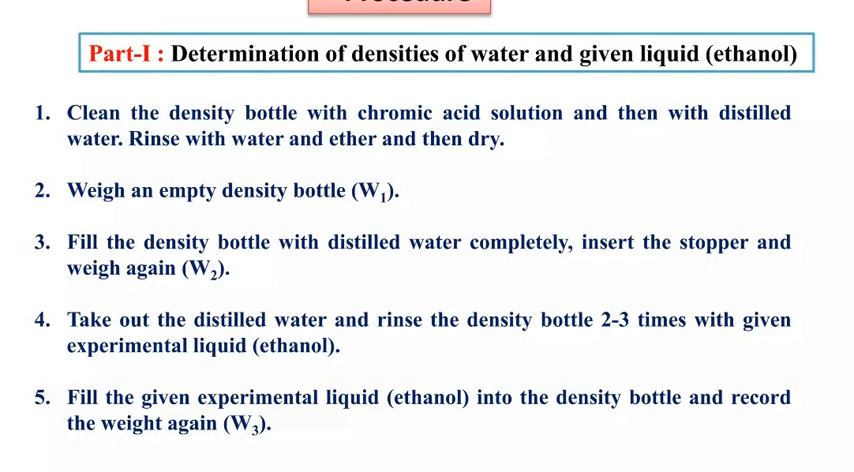 Part-I : Determination of densities of water and given liquid (ethanol)
1. Clean the density bottle with chromic acid solution and then with distilled
water. Rinse with water and ether and then dry.
2. Weigh an empty density bottle (W₁).
3. Fill the density bottle with distilled water completely, insert the stopper and
weigh again (W₂).
4. Take out the distilled water and rinse the density bottle 2-3 times with given
experimental liquid (ethanol).
5. Fill the given experimental liquid (ethanol) into the density bottle and record
the weight again (W₃).